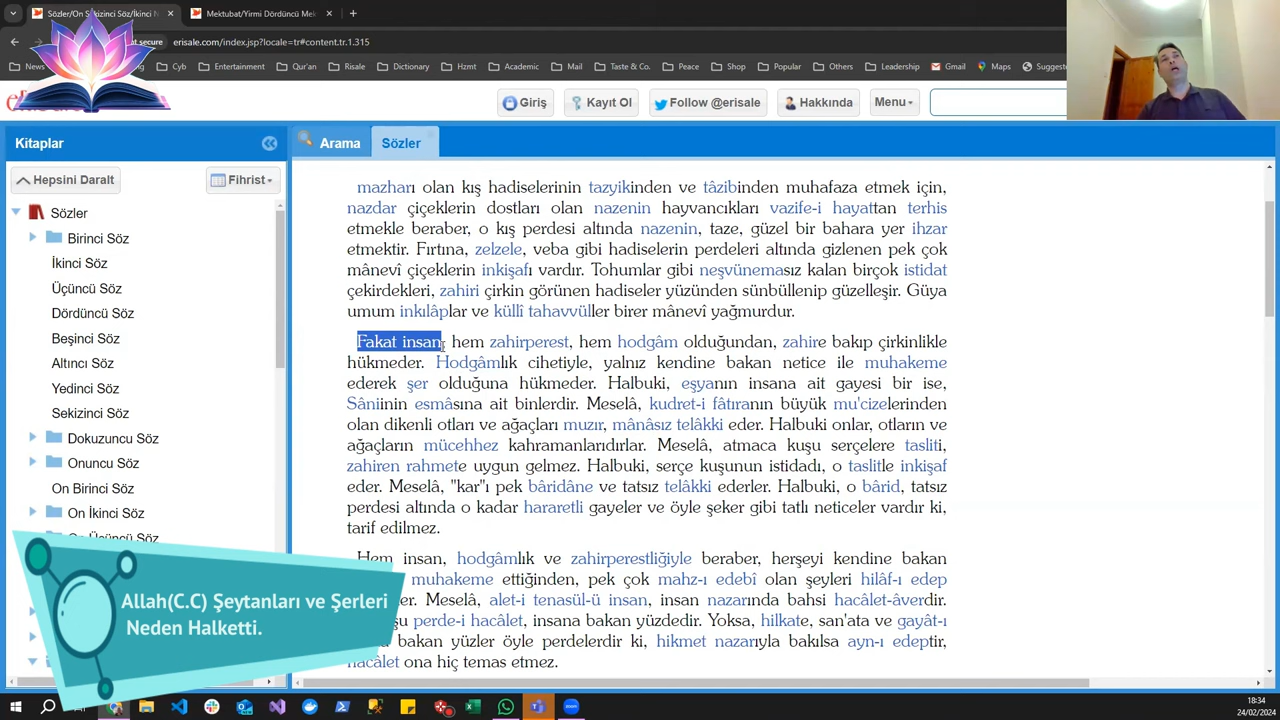 Sözler/On Sekizinci Söz/İkinci N
Mektubat/Yirmi Dördüncü Mek
secure
erisale.com/index.jsp?locale=tr#content.tr.1.315
News
Cyb
Entertainment
Qur'an
Risale
Dictionary
Hzmt
Academic
Mail
Taste & Co.
Peace
Shop
Popular
Others
Leadership
Gmail
Maps
Suggeste
Giriş
Kayıt Ol
Follow @erisale
Hakkında
Menu
Kitaplar
Arama
Sözler
Hepsini Daralt
Fihrist
Sözler
Birinci Söz
İkinci Söz
Üçüncü Söz
Dördüncü Söz
Beşinci Söz
Altıncı Söz
Yedinci Söz
Sekizinci Söz
Dokuzuncu Söz
Onuncu Söz
On Birinci Söz
On İkinci Söz
On Üçüncü Söz
mazharı olan kış hadiselerinin tazyikinden ve tâzibinden muhafaza etmek için,
nazdar çiçeklerin dostları olan nazenin hayvancıkları vazife-i hayattan terhis
etmekle beraber, o kış perdesi altında nazenin, taze, güzel bir bahara yer ihzar
etmektir. Fırtına, zelzele, veba gibi hadiselerin perdeleri altında gizlenen pek çok
mânevî çiçeklerin inkişafı vardır. Tohumlar gibi neşvünemasız kalan birçok istidat
çekirdekleri, zahiri çirkin görünen hadiseler yüzünden sünbüllenip güzelleşir. Güya
umum inkılâplar ve küllî tahavvüller birer mânevî yağmurdur.
Fakat insan, hem zahirperest, hem hodgâm olduğundan, zahire bakıp çirkinlikle
hükmeder. Hodgâmlık cihetiyle, yalnız kendine bakan netice ile muhakeme
ederek şer olduğuna hükmeder. Halbuki, eşyanın insana ait gayesi bir ise,
Sâniinin esmâsına ait binlerdir. Meselâ, kudret-i fâtıranın büyük mu'cizelerinden
olan dikenli otları ve ağaçları muzır, mânâsız telâkki eder. Halbuki onlar, otların ve
ağaçların mücehhez kahramanlarıdırlar. Meselâ, atmaca kuşu serçelere tasliti,
zahiren rahmete uygun gelmez. Halbuki, serçe kuşunun istidadı, o taslitle inkişaf
eder. Meselâ, "kar"ı pek bâridâne ve tatsız telâkki ederler. Halbuki, o bârid, tatsız
perdesi altında o kadar hararetli gayeler ve öyle şeker gibi tatlı neticeler vardır ki,
tarif edilmez.
Hem insan, hodgâmlık ve zahirperestliğiyle beraber, herşeyi kendine bakan
muhakeme ettiğinden, pek çok mahz-ı edebî olan şeyleri hilâf-ı edep
Meselâ, alet-i tenasül-ü insan, insan nazarında bahsi hacâlet-âverdir.
perde-i hacâlet, insana bakan yüzdedir. Yoksa, hilkate, san'ata ve gayât-ı
bakan yüzler öyle perdelerdir ki, hikmet nazarıyla bakılsa ayn-ı edeptir,
hacâlet ona hiç temas etmez.
Allah(C.C) Şeytanları ve Şerleri
Neden Halketti.
18:34
24/02/2024